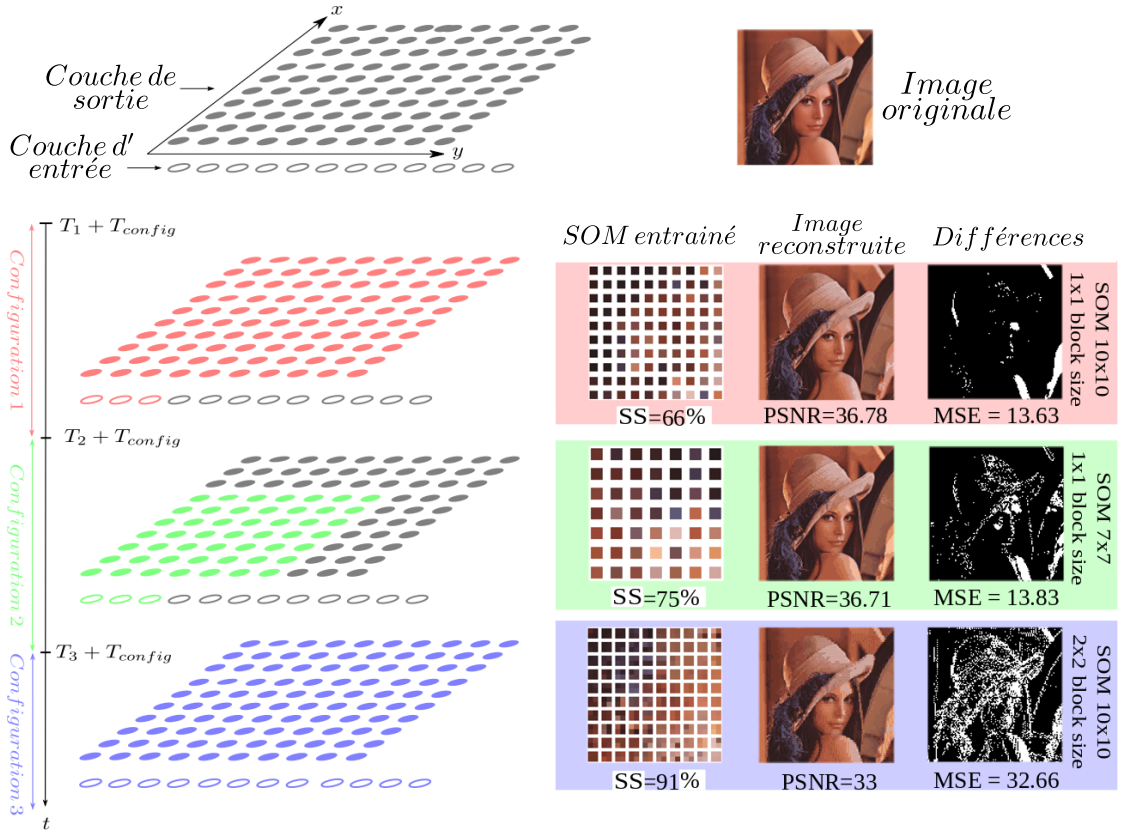 x
Couche de
sortie
Couche d'
entrée
y
Image
originale
T1 + Tconfig
Configuration 1
T2 + Tconfig
Configuration 2
T3 + Tconfig
Configuration 3
t
SOM entrainé
Image
reconstruite
Différences
SS=66%
PSNR=36.78
MSE = 13.63
SOM 10x10
1x1 block size
SS=75%
PSNR=36.71
MSE = 13.83
SOM 7x7
1x1 block size
SS=91%
PSNR=33
MSE = 32.66
SOM 10x10
2x2 block size